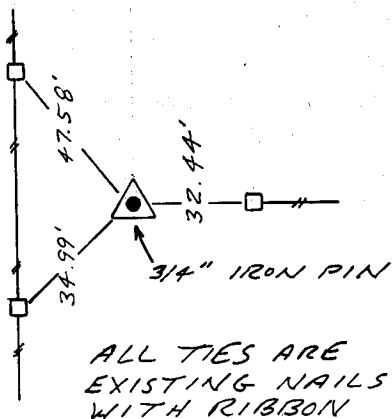 47.58'
32.44'
34.99'
3/4" IRON PIN
ALL TIES ARE
EXISTING NAILS
WITH RIBBON